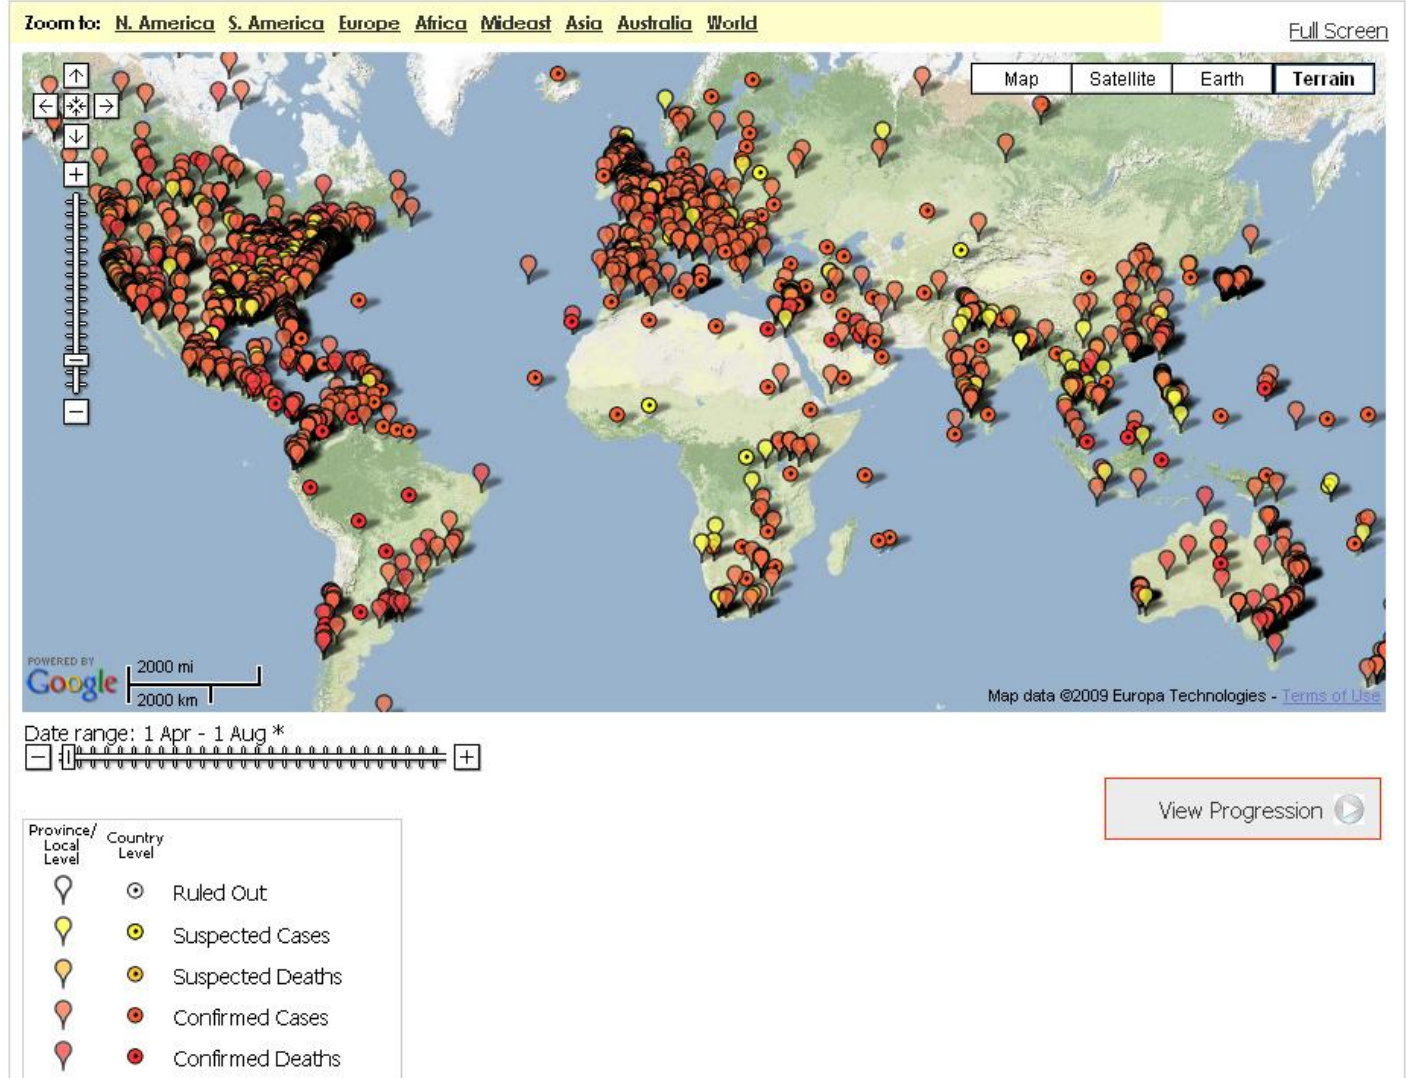 Zoom to: N. America S. America Europe Africa Mideast Asia Australia World
Full Screen
Map Satellite Earth Terrain
POWERED BY
Google
2000 mi
2000 km
Map data ©2009 Europa Technologies - Terms of Use
Date range: 1 Apr - 1 Aug *
View Progression
Province/
Local
Level
Country
Level
Ruled Out
Suspected Cases
Suspected Deaths
Confirmed Cases
Confirmed Deaths